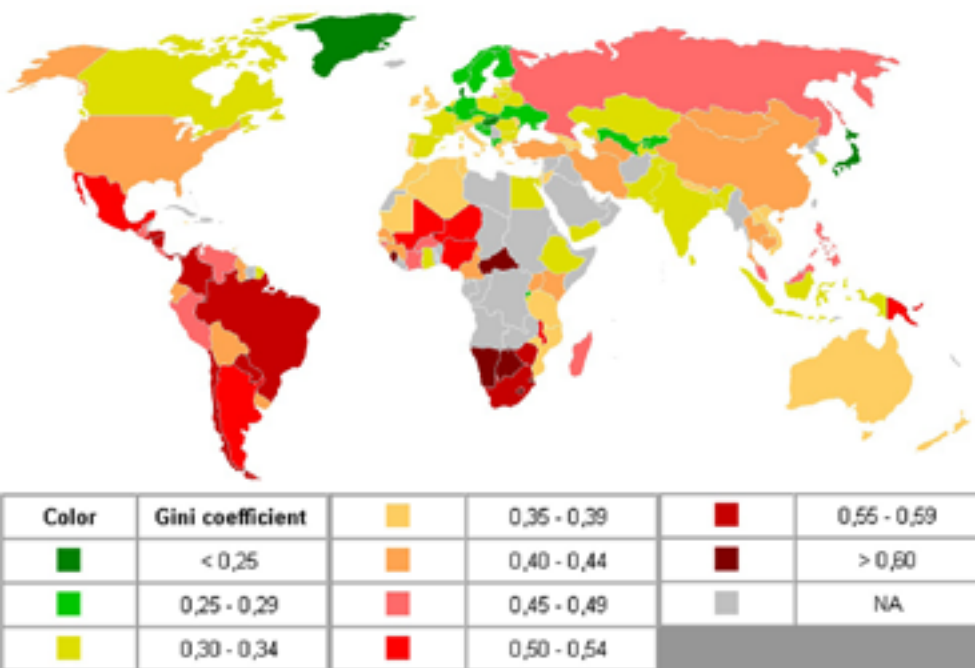 Color Gini coefficient 0,35 - 0,39 0,55 - 0,59
< 0,25 0,40 - 0,44 > 0,60
0,25 - 0,29 0,45 - 0,49 NA
0,30 - 0,34 0,50 - 0,54